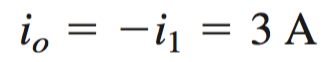 i_o = −i_1 = 3 A